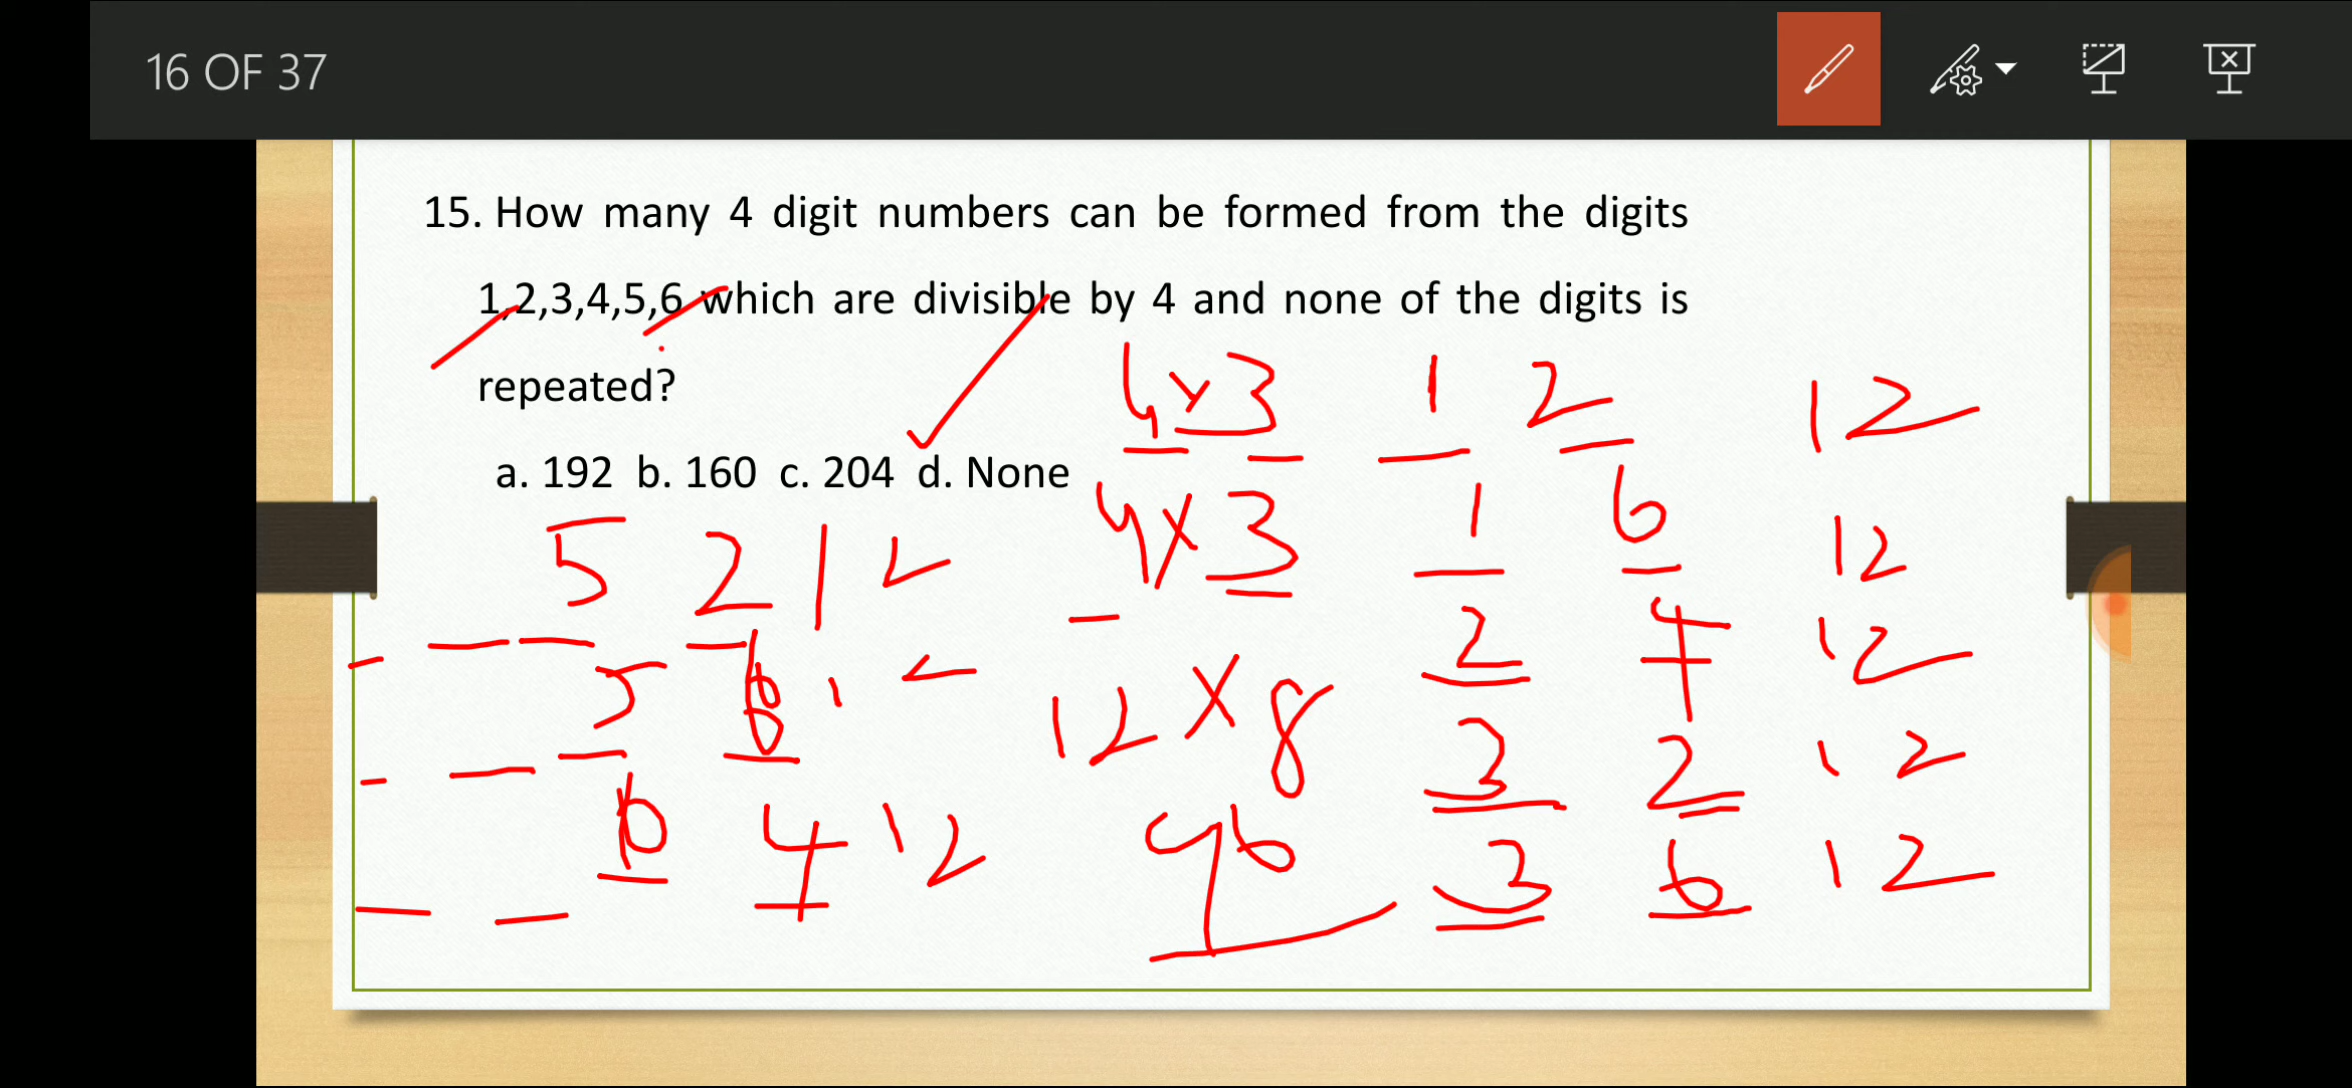 16 OF 37
15. How many 4 digit numbers can be formed from the digits
1,2,3,4,5,6 which are divisible by 4 and none of the digits is
repeated?
a. 192 b. 160 c. 204 d. None
4x3 1 2 12
4x3 1 6 12
2 4 12
3 2 12
3 6 12
5 2 12
5 6 12
6 4 12
12 x 8
96